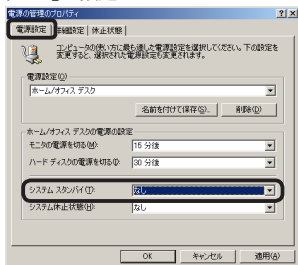 電源の管理のプロパティ
電源設定 詳細設定 休止状態
コンピュータの使い方に最も適した電源設定を選択してください。下の設定を
変更すると、選択された電源設定も変更されます。
電源設定(O)
ホーム/オフィス デスク
名前を付けて保存(S)... 削除(D)
ホーム/オフィス デスクの電源の設定
モニタの電源を切る(M): 15 分後
ハード ディスクの電源を切る(I): 30 分後
システム スタンバイ(T): なし
システム休止状態(H): なし
OK キャンセル 適用(A)